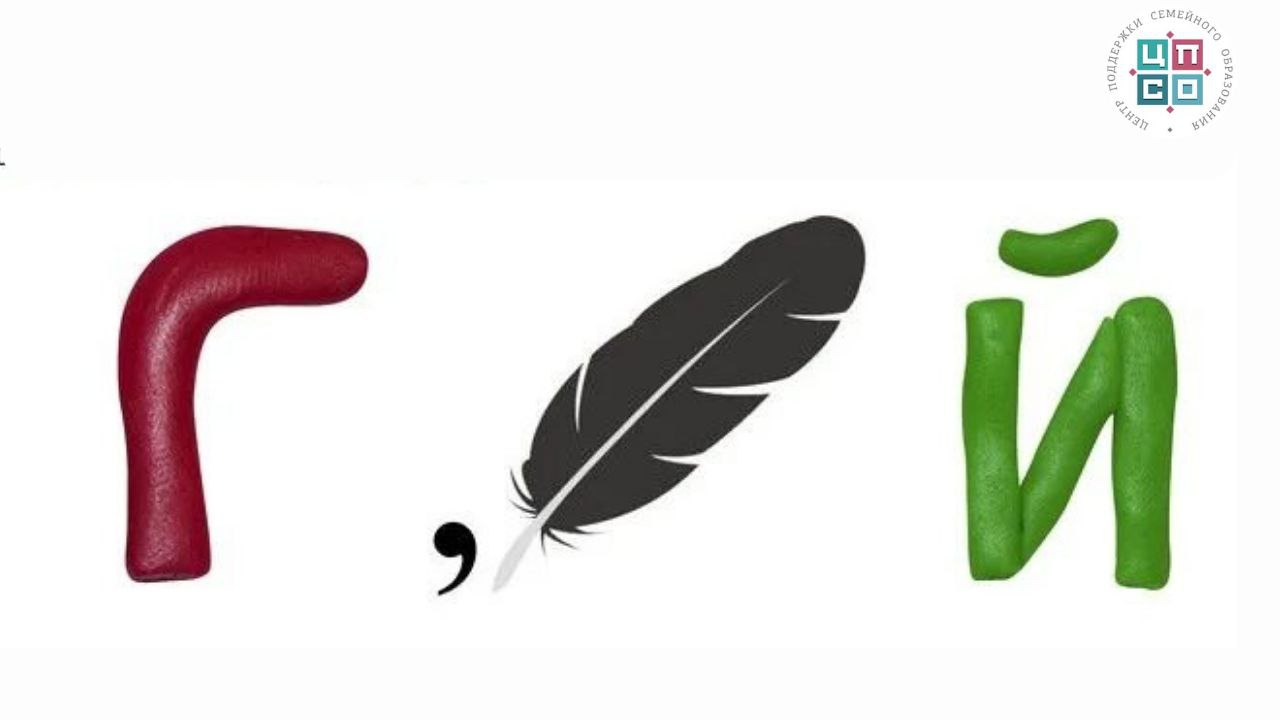 ЦЕНТР ПОДДЕРЖКИ СЕМЕЙНОГО ОБРАЗОВАНИЯ
ЦП
СО
Г , Й